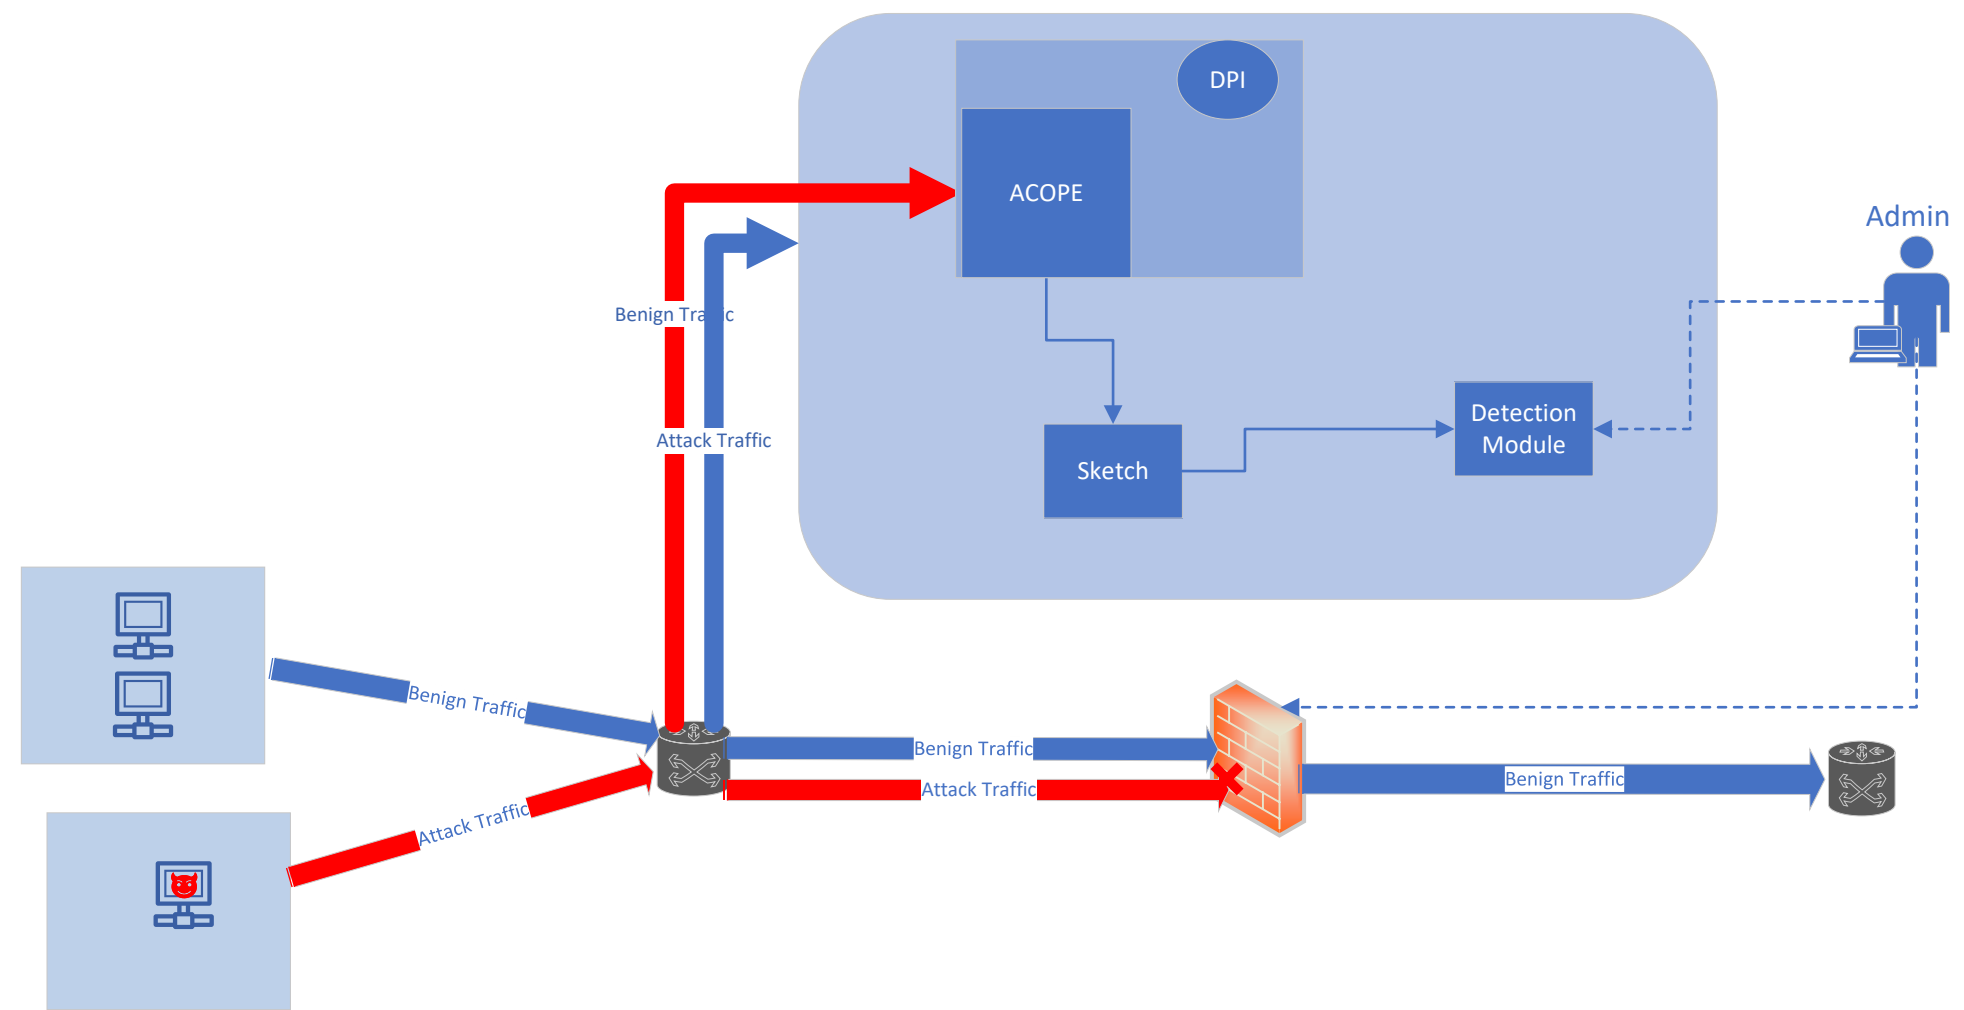 DPI
ACOPE
Admin
Benign Traffic
Detection
Module
Attack Traffic
Sketch
Benign Traffic
Benign Traffic
Attack Traffic
Benign Traffic
Attack Traffic